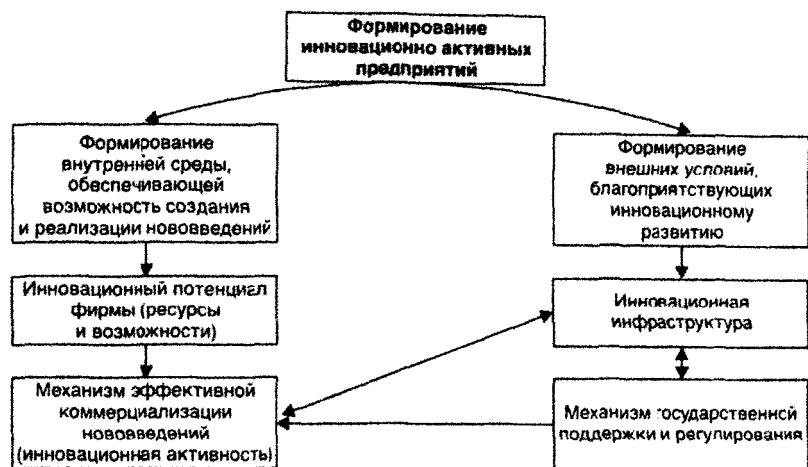 Формирование
инновационно активных
предприятий
Формирование
внутренней среды,
обеспечивающей
возможность создания
и реализации нововведений
Инновационный потенциал
фирмы (ресурсы
и возможности)
Механизм эффективной
коммерциализации
нововведений
(инновационная активность)
Формирование
внешних условий,
благоприятствующих
инновационному
развитию
Инновационная
инфраструктура
Механизм государственной
поддержки и регулирования